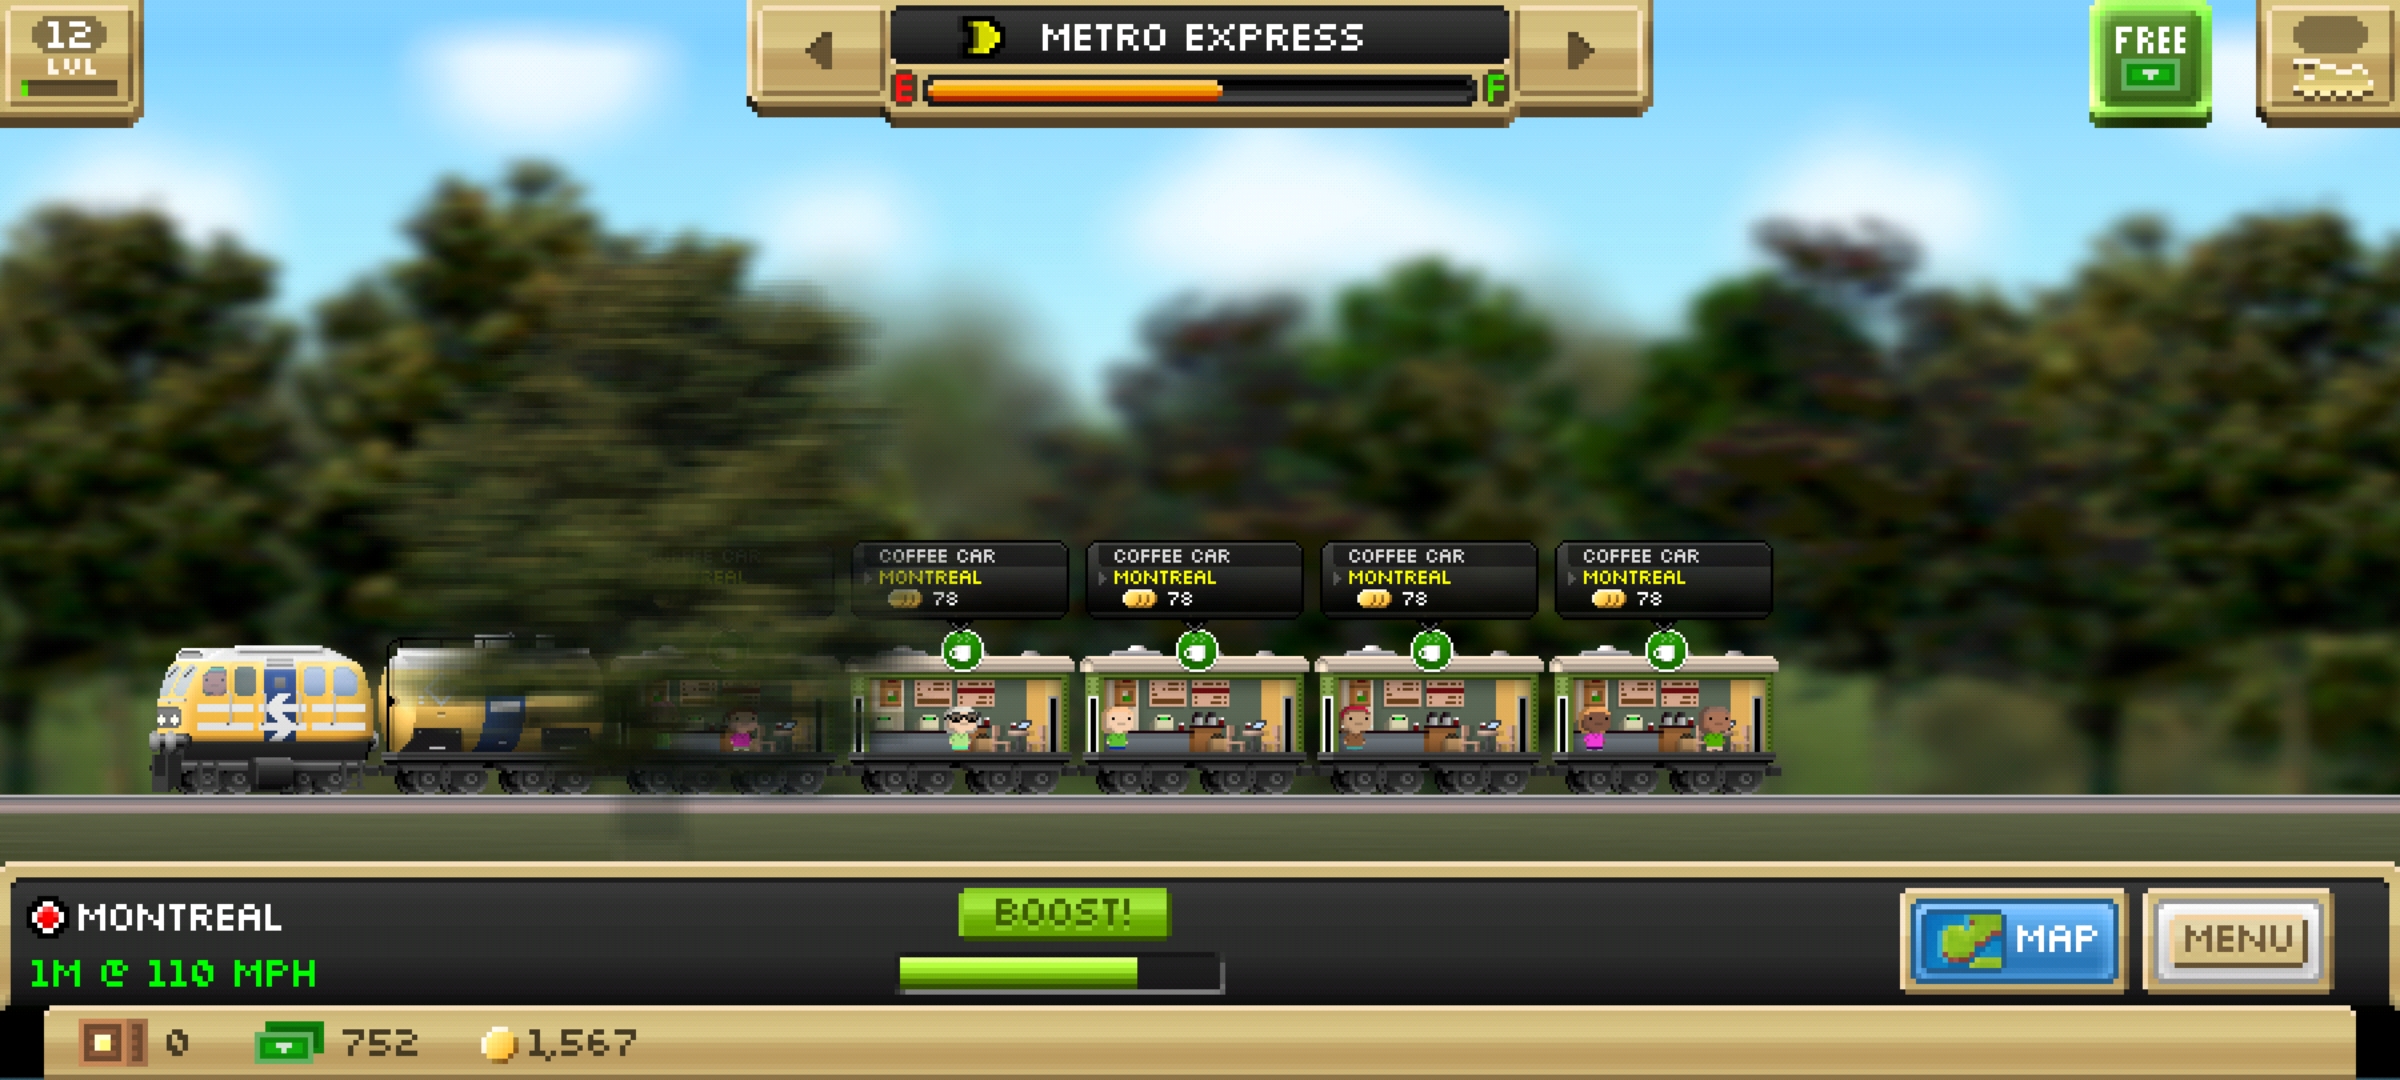 12
LVL
METRO EXPRESS
E
F
FREE
COFFEE CAR
MONTREAL
78
COFFEE CAR
MONTREAL
78
COFFEE CAR
MONTREAL
78
COFFEE CAR
MONTREAL
78
MONTREAL
1M @ 110 MPH
BOOST!
MAP
MENU
0
752
1,567